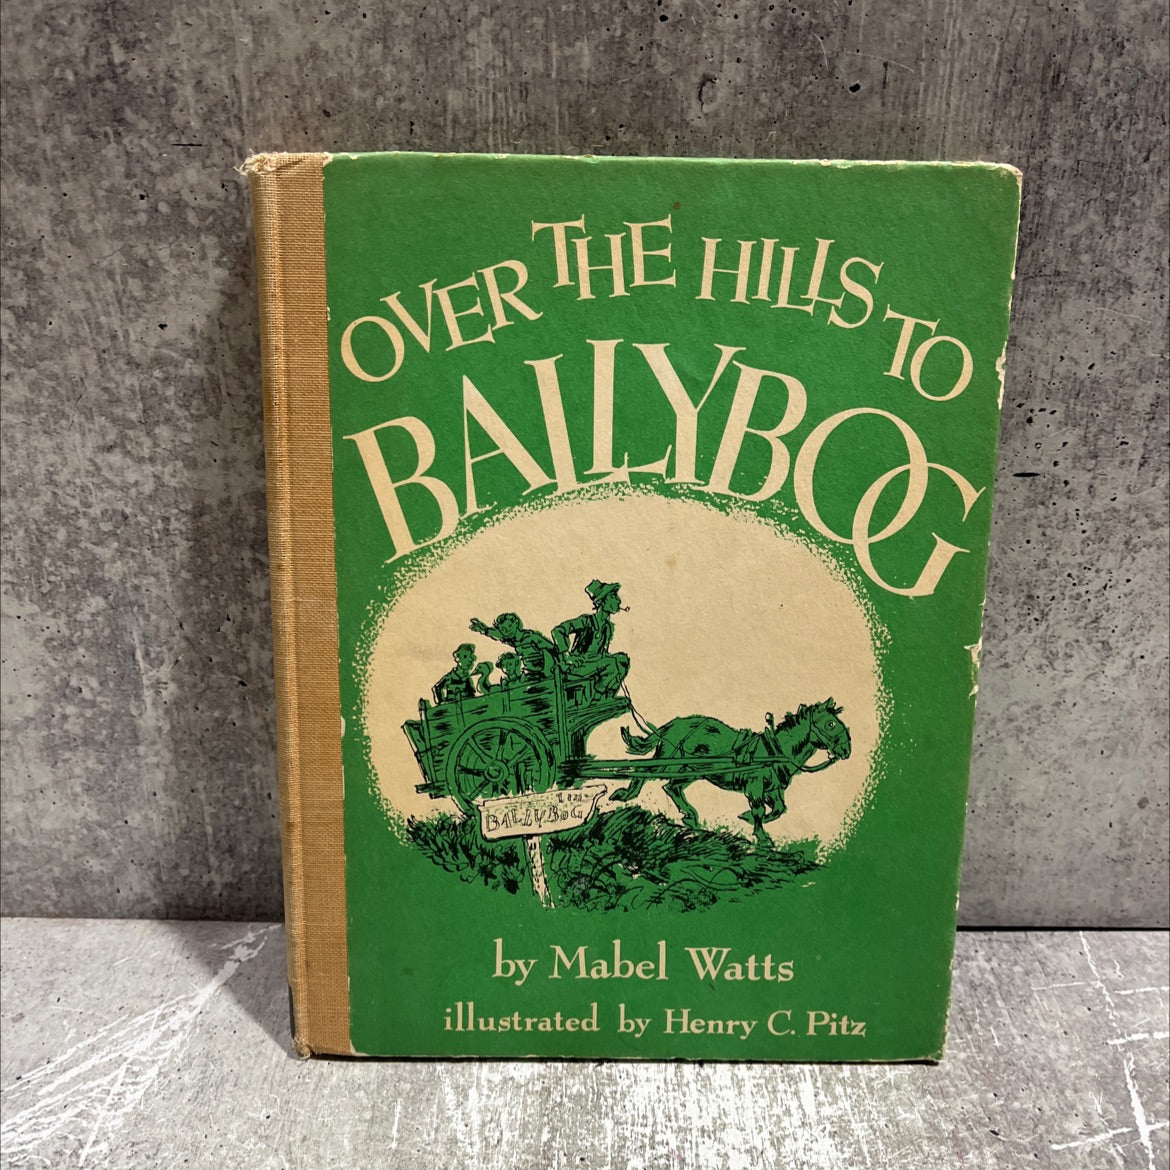 OVER THE HILLS TO
BALLYBOG
BALLYBOG
by Mabel Watts
illustrated by Henry C. Pitz